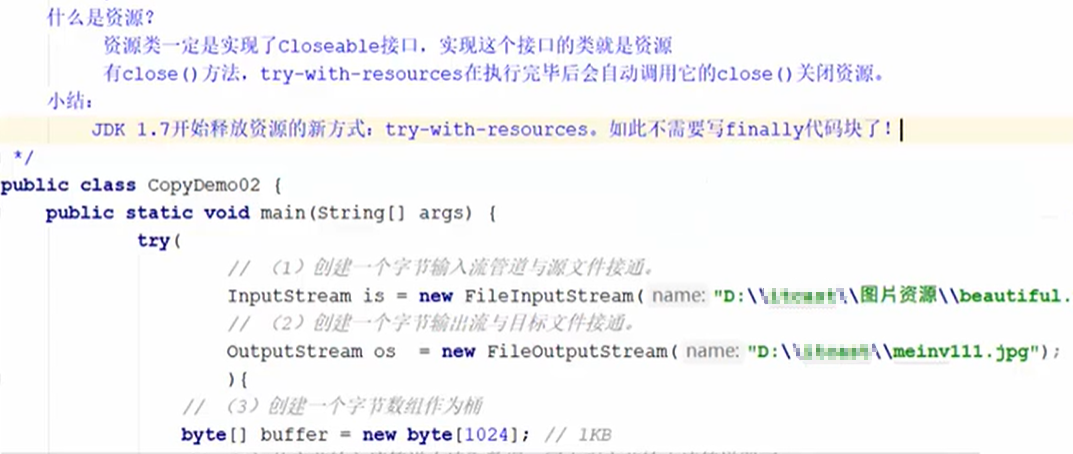 什么是资源？
资源类一定是实现了Closeable接口，实现这个接口的类就是资源
有close()方法，try-with-resources在执行完毕后会自动调用它的close()关闭资源。
小结：
JDK 1.7开始释放资源的新方式：try-with-resources。如此不需要写finally代码块了！
*/
public class CopyDemo02 {
public static void main(String[] args) {
try(
// （1）创建一个字节输入流管道与源文件接通。
InputStream is = new FileInputStream( name: "D:\\\\图片资源\\beautiful.
// （2）创建一个字节输出流与目标文件接通。
OutputStream os = new FileOutputStream( name: "D:\\\\meinv111.jpg");
){
// （3）创建一个字节数组作为桶
byte[] buffer = new byte[1024]; // 1KB